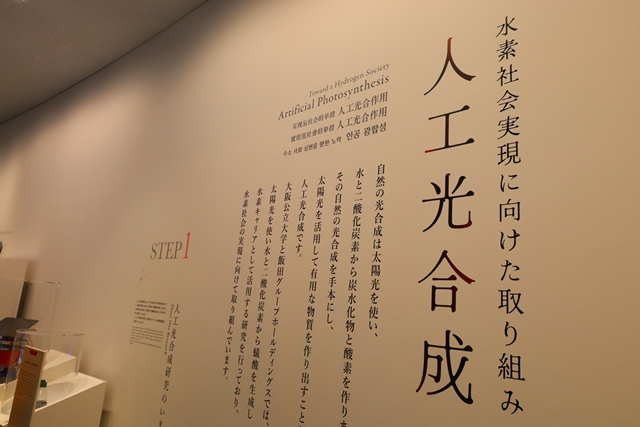 水素社会実現に向けた取り組み
人工光合成
Toward a Hydrogen Society
Artificial Photosynthesis
实现氢社会的举措 人工光合作用
實現氫社會的舉措 人工光合作用
수소 사회 실현을 향한 노력 인공 광합성
自然の光合成は太陽光を使い、
水と二酸化炭素から炭水化物と酸素を作りま
その自然の光合成を手本にし、
太陽光を活用して有用な物質を作り出すこと
人工光合成です。
大阪公立大学と飯田グループホールディングスでは、
太陽光を使い水と二酸化炭素から蟻酸を生成し
水素キャリアとして活用する研究を行っており、
水素社会の実現に向けて取り組んでいます。
STEP1
人工光合成研究のいま